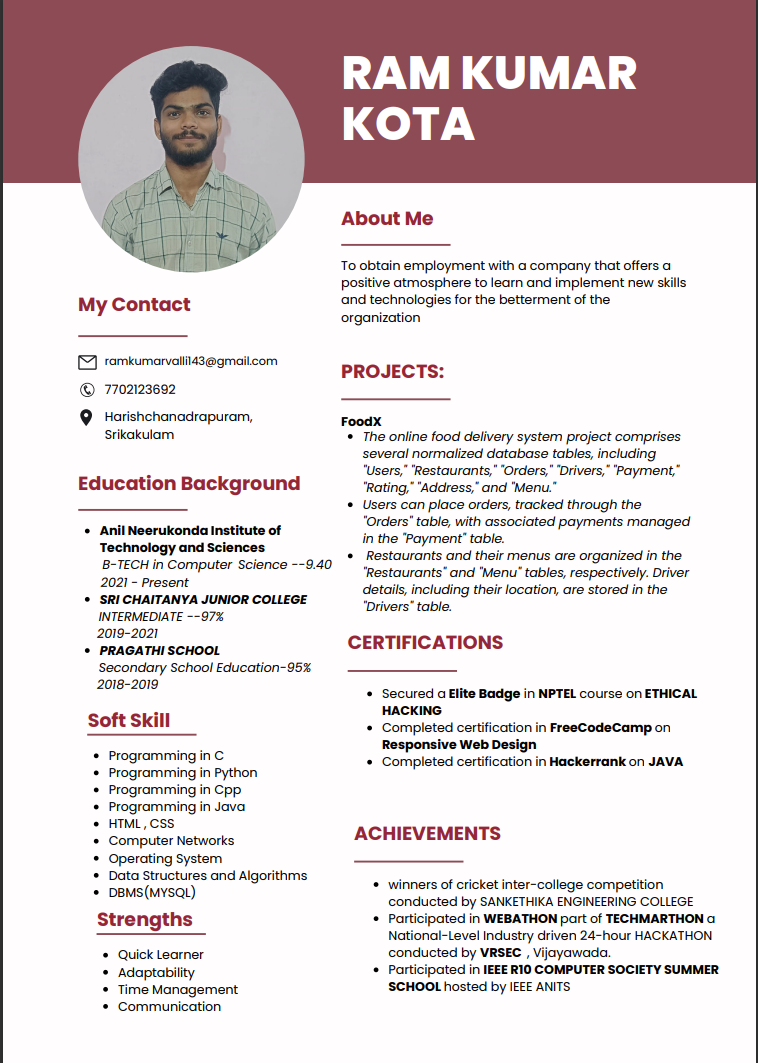 RAM KUMAR
KOTA
My Contact
ramkumarvalli143@gmail.com
7702123692
Harishchanadrapuram,
Srikakulam
Education Background
• Anil Neerukonda Institute of
Technology and Sciences
B-TECH in Computer Science --9.40
2021 - Present
• SRI CHAITANYA JUNIOR COLLEGE
INTERMEDIATE --97%
2019-2021
• PRAGATHI SCHOOL
Secondary School Education-95%
2018-2019
Soft Skill
• Programming in C
• Programming in Python
• Programming in Cpp
• Programming in Java
• HTML , CSS
• Computer Networks
• Operating System
• Data Structures and Algorithms
• DBMS(MYSQL)
Strengths
• Quick Learner
• Adaptability
• Time Management
• Communication
About Me
To obtain employment with a company that offers a
positive atmosphere to learn and implement new skills
and technologies for the betterment of the
organization
PROJECTS:
FoodX
• The online food delivery system project comprises
several normalized database tables, including
"Users," "Restaurants," "Orders," "Drivers," "Payment,"
"Rating," "Address," and "Menu."
• Users can place orders, tracked through the
"Orders" table, with associated payments managed
in the "Payment" table.
• Restaurants and their menus are organized in the
"Restaurants" and "Menu" tables, respectively. Driver
details, including their location, are stored in the
"Drivers" table.
CERTIFICATIONS
• Secured a Elite Badge in NPTEL course on ETHICAL
HACKING
• Completed certification in FreeCodeCamp on
Responsive Web Design
• Completed certification in Hackerrank on JAVA
ACHIEVEMENTS
• winners of cricket inter-college competition
conducted by SANKETHIKA ENGINEERING COLLEGE
• Participated in WEBATHON part of TECHMARTHON a
National-Level Industry driven 24-hour HACKATHON
conducted by VRSEC , Vijayawada.
• Participated in IEEE R10 COMPUTER SOCIETY SUMMER
SCHOOL hosted by IEEE ANITS